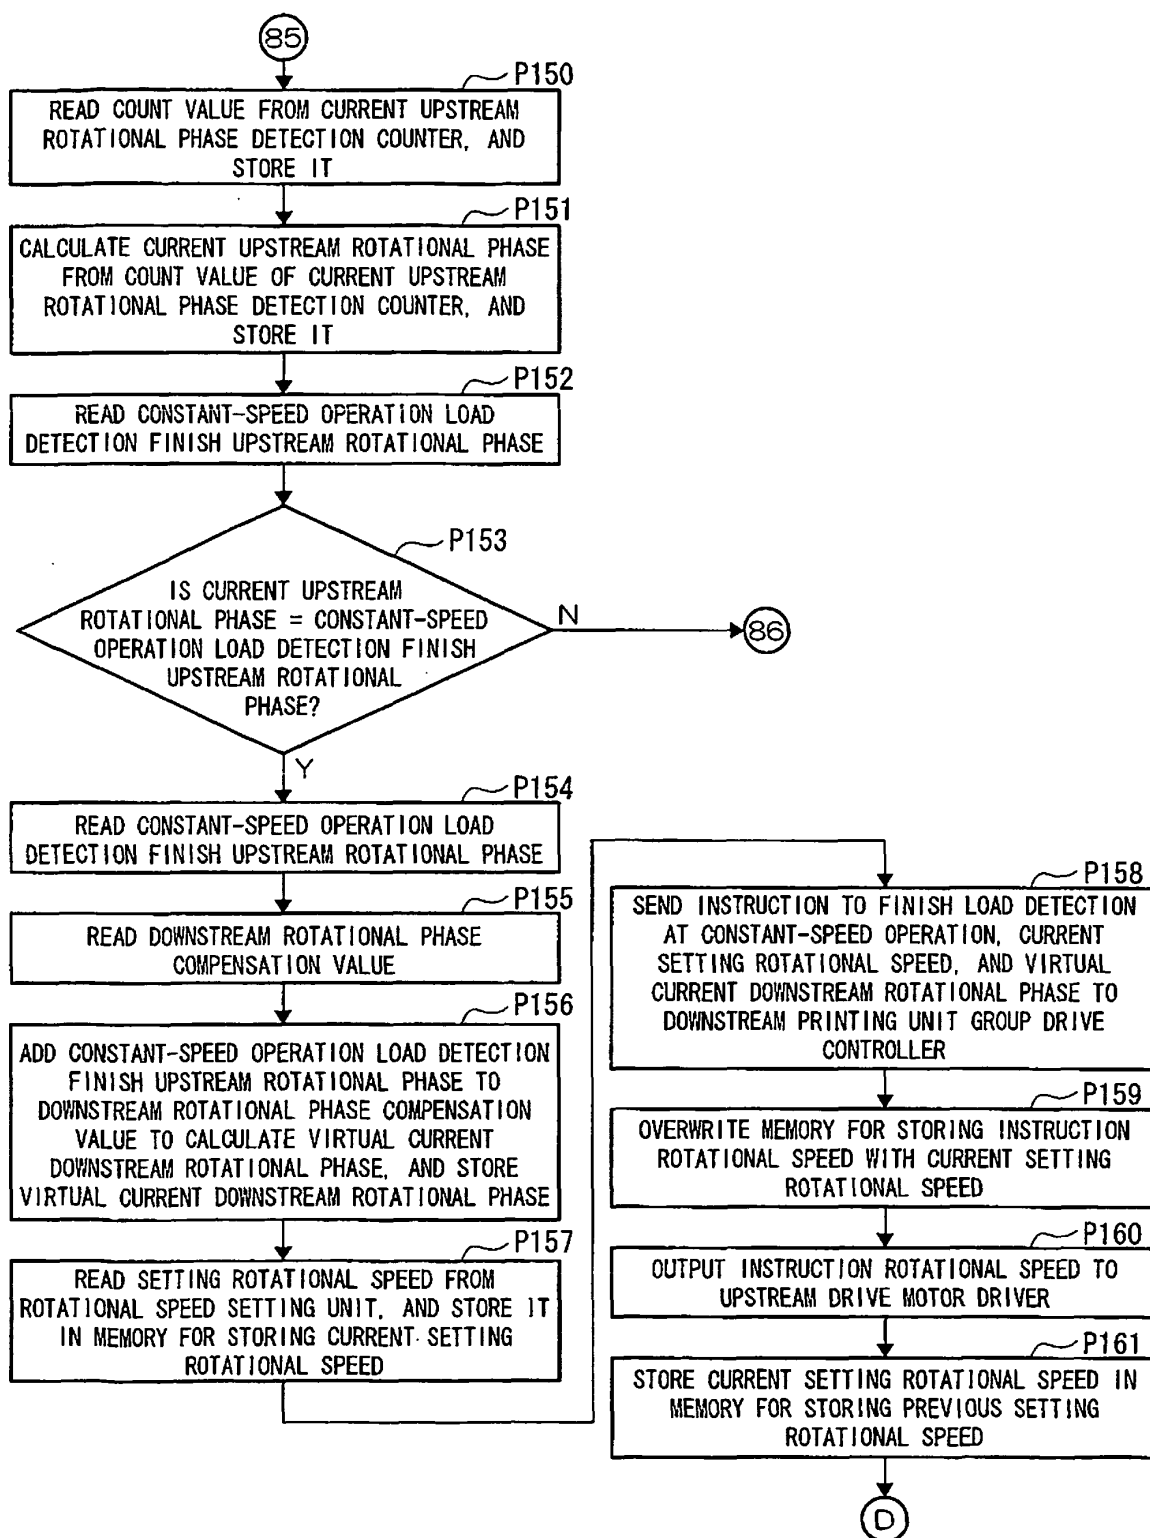 85
P150
READ COUNT VALUE FROM CURRENT UPSTREAM
ROTATIONAL PHASE DETECTION COUNTER, AND
STORE IT
P151
CALCULATE CURRENT UPSTREAM ROTATIONAL PHASE
FROM COUNT VALUE OF CURRENT UPSTREAM
ROTATIONAL PHASE DETECTION COUNTER, AND
STORE IT
P152
READ CONSTANT-SPEED OPERATION LOAD
DETECTION FINISH UPSTREAM ROTATIONAL PHASE
P153
IS CURRENT UPSTREAM
ROTATIONAL PHASE = CONSTANT-SPEED
OPERATION LOAD DETECTION FINISH
UPSTREAM ROTATIONAL
PHASE?
N
86
Y
P154
READ CONSTANT-SPEED OPERATION LOAD
DETECTION FINISH UPSTREAM ROTATIONAL PHASE
P155
READ DOWNSTREAM ROTATIONAL PHASE
COMPENSATION VALUE
P156
ADD CONSTANT-SPEED OPERATION LOAD DETECTION
FINISH UPSTREAM ROTATIONAL PHASE TO
DOWNSTREAM ROTATIONAL PHASE COMPENSATION
VALUE TO CALCULATE VIRTUAL CURRENT
DOWNSTREAM ROTATIONAL PHASE, AND STORE
VIRTUAL CURRENT DOWNSTREAM ROTATIONAL PHASE
P157
READ SETTING ROTATIONAL SPEED FROM
ROTATIONAL SPEED SETTING UNIT, AND STORE IT
IN MEMORY FOR STORING CURRENT SETTING
ROTATIONAL SPEED
P158
SEND INSTRUCTION TO FINISH LOAD DETECTION
AT CONSTANT-SPEED OPERATION, CURRENT
SETTING ROTATIONAL SPEED, AND VIRTUAL
CURRENT DOWNSTREAM ROTATIONAL PHASE TO
DOWNSTREAM PRINTING UNIT GROUP DRIVE
CONTROLLER
P159
OVERWRITE MEMORY FOR STORING INSTRUCTION
ROTATIONAL SPEED WITH CURRENT SETTING
ROTATIONAL SPEED
P160
OUTPUT INSTRUCTION ROTATIONAL SPEED TO
UPSTREAM DRIVE MOTOR DRIVER
P161
STORE CURRENT SETTING ROTATIONAL SPEED IN
MEMORY FOR STORING PREVIOUS SETTING
ROTATIONAL SPEED
D